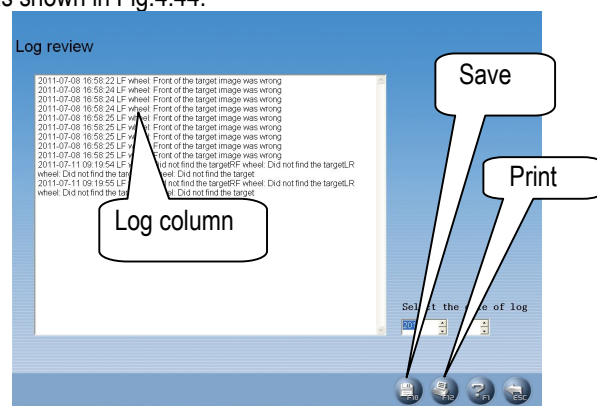 s shown in Fig.4.44.
Log review
2011-07-08 16:58:22 LF wheel: Front of the target image was wrong
2011-07-08 16:58:24 LF wheel: Front of the target image was wrong
2011-07-08 16:58:24 LF wheel: Front of the target image was wrong
2011-07-08 16:58:24 LF wheel: Front of the target image was wrong
2011-07-08 16:58:25 LF wheel: Front of the target image was wrong
2011-07-08 16:58:25 LF wheel: Front of the target image was wrong
2011-07-08 16:58:25 LF wheel: Front of the target image was wrong
2011-07-08 16:58:25 LF wheel: Front of the target image was wrong
2011-07-08 16:58:25 LF wheel: Front of the target image was wrong
2011-07-11 09:19:54 LF not find the targetRF wheel: Did not find the targetLR
wheel: Did not find the Did not find the target
2011-07-11 09:19:55 LF not find the targetRF wheel: Did not find the targetLR
wheel: Did not find the Did not find the target
Save
Print
Log column
Select the of log
F10 F12 F1 ESC